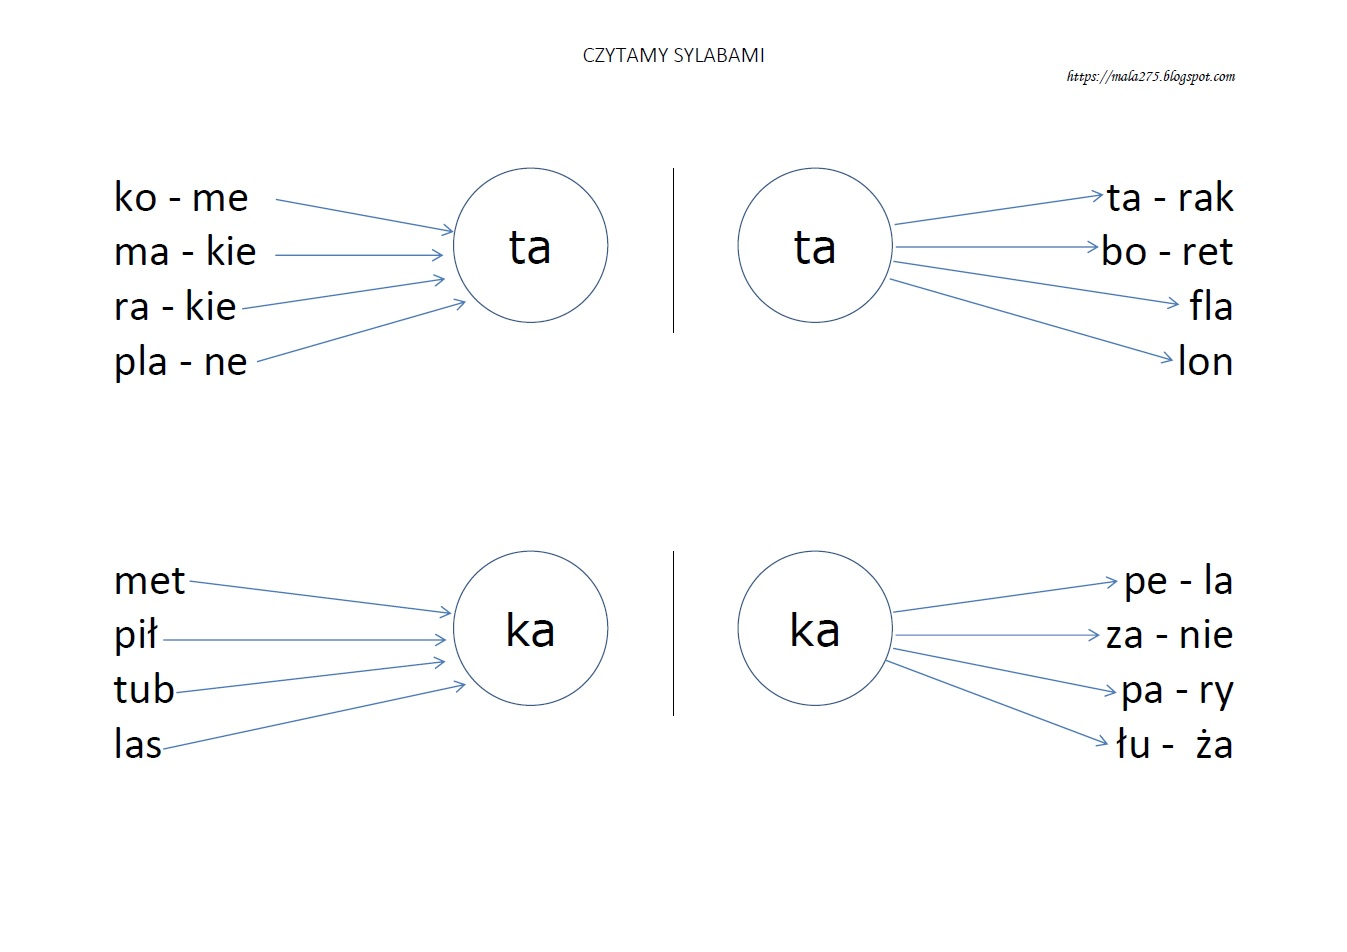 CZYTAMY SYLABAMI
https://mala275.blogspot.com
ko - me
ma - kie
ra - kie
pla - ne
ta
ta
ta - rak
bo - ret
fla
lon
met
pił
tub
las
ka
ka
pe - la
za - nie
pa - ry
łu - ża